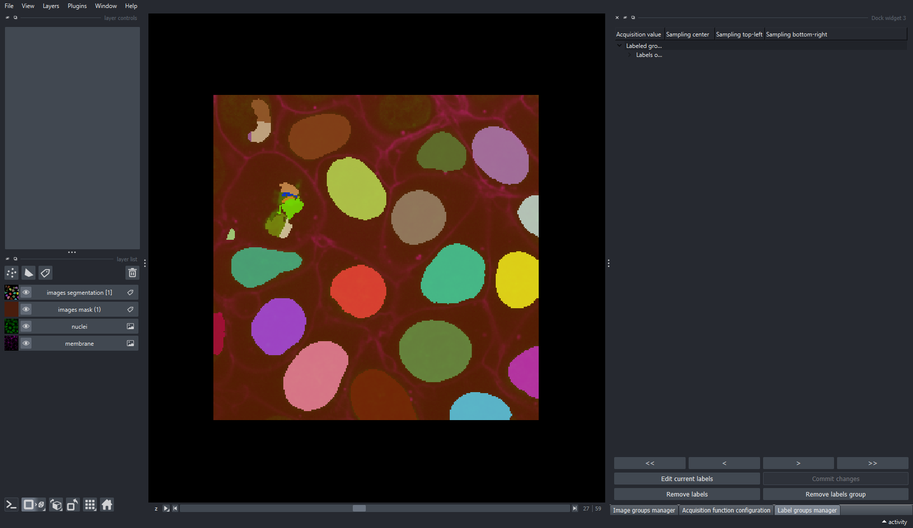 File View Layers Plugins Window Help
layer controls
Dock widget 5
Acquisition value Sampling center Sampling top-left Sampling bottom-right
Labeled gro...
Labels o...
layer list
images segmentation [1]
images mask (1)
nuclei
membrane
<< < > >>
Edit current labels Commit changes
Remove labels Remove labels group
z 27 59
Image groups manager Acquisition function configuration Label groups manager
activity